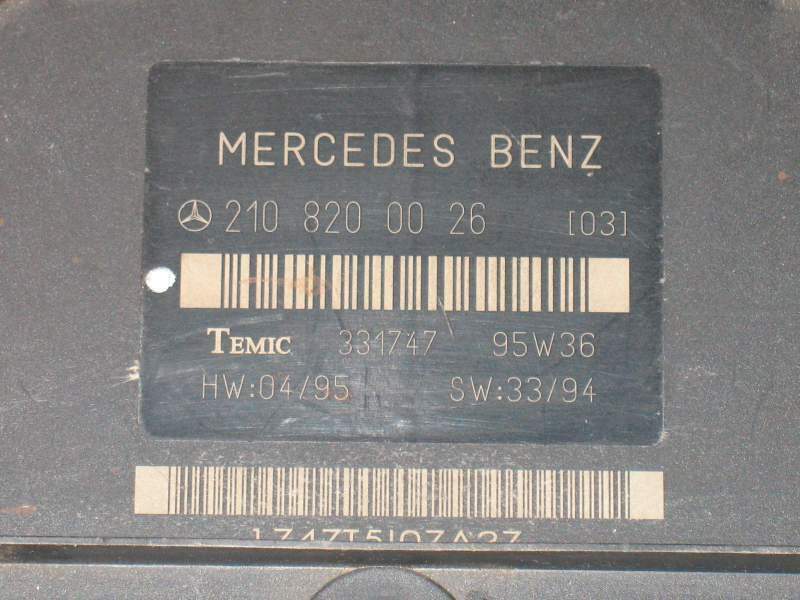 MERCEDES BENZ
210 820 00 26 [03]
TEMIC 331747 95W36
HW:04/95 SW:33/94